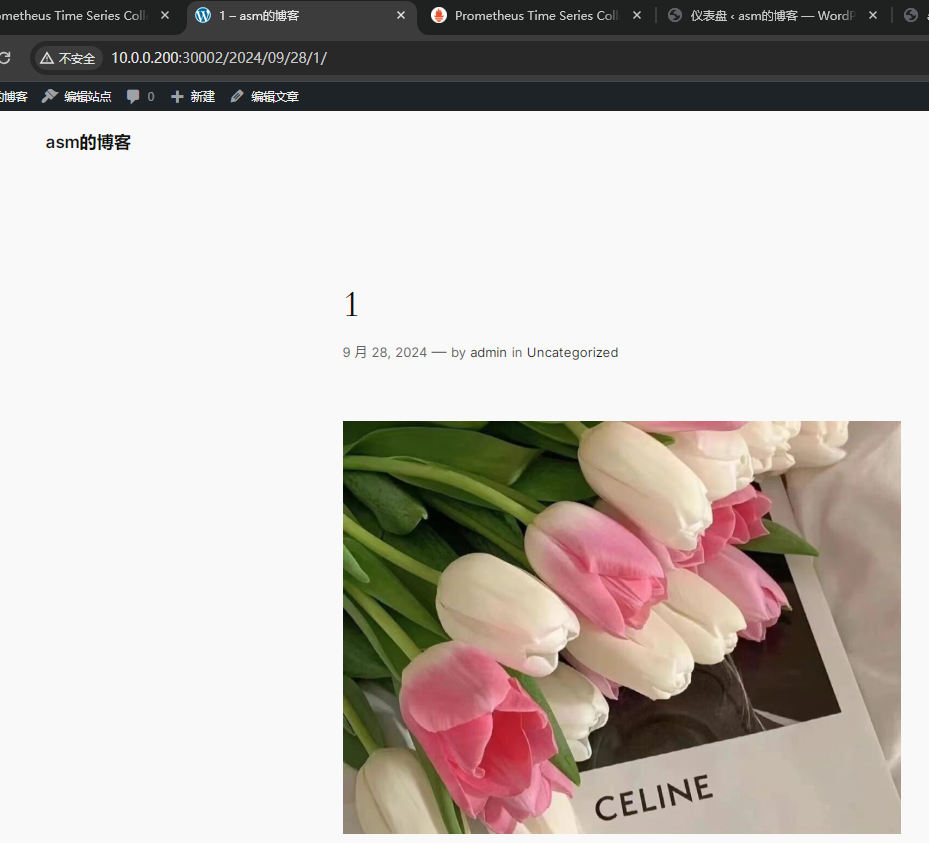 ometheus Time Series Coll
1 – asm的博客
Prometheus Time Series Coll
仪表盘 ‹ asm的博客 — WordP
不安全 10.0.0.200:30002/2024/09/28/1/
的博客 编辑站点 0 新建 编辑文章
asm的博客
1
9 月 28, 2024 — by admin in Uncategorized
CELINE